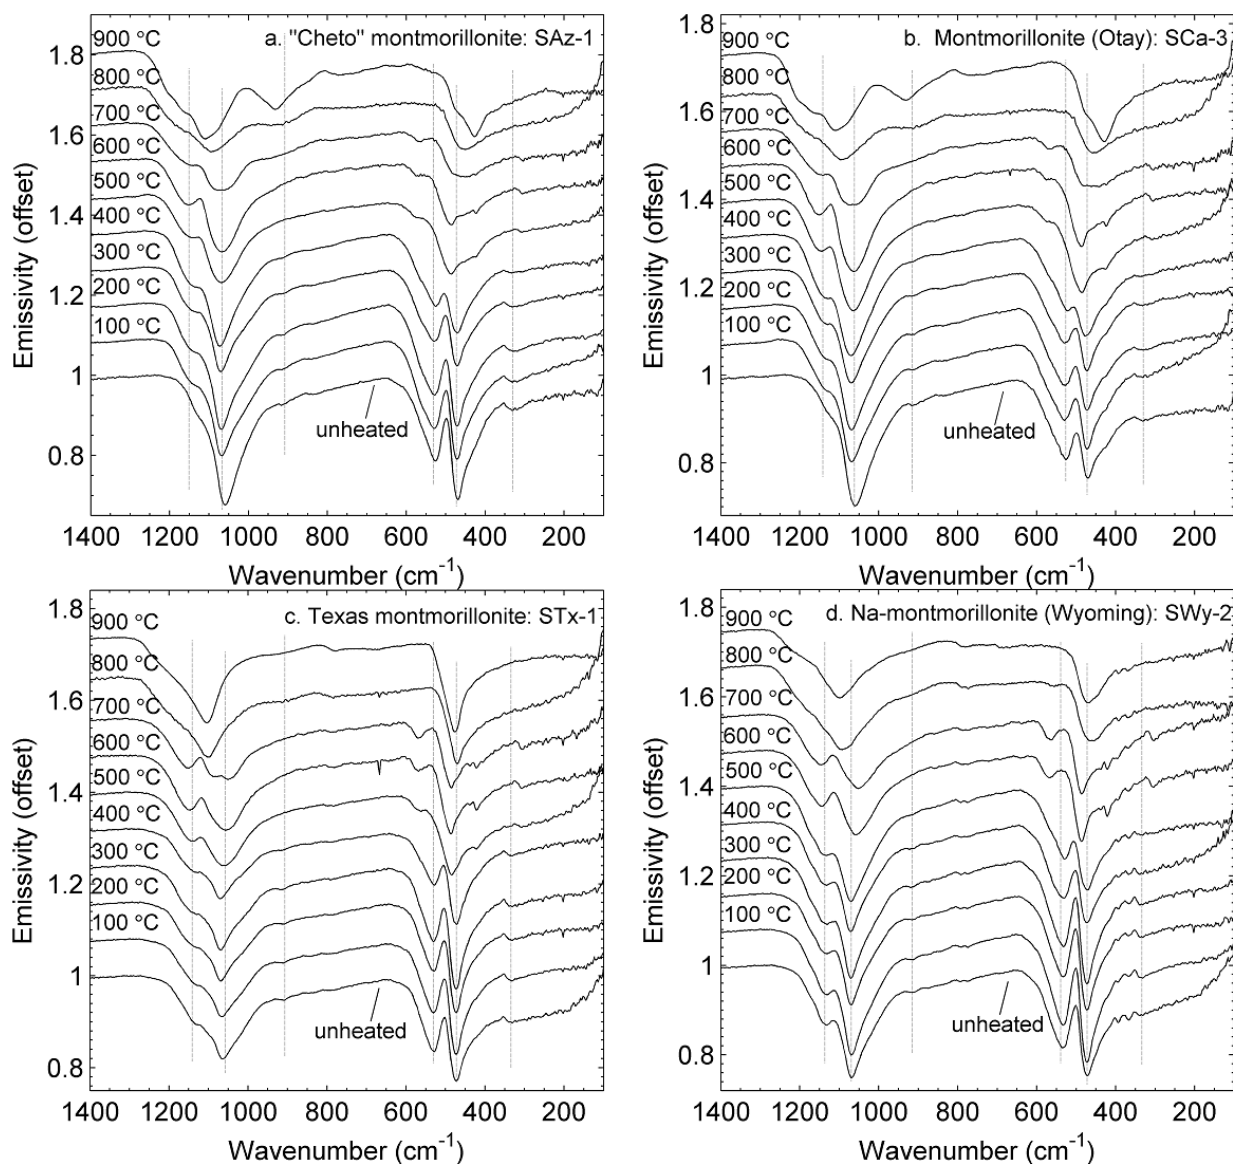 a. "Cheto" montmorillonite: SAz-1
900 °C
800 °C
700 °C
600 °C
500 °C
400 °C
300 °C
200 °C
100 °C
unheated
1.8
1.6
1.4
1.2
1
0.8
Emissivity (offset)
1400 1200 1000 800 600 400 200
Wavenumber (cm⁻¹)
b. Montmorillonite (Otay): SCa-3
900 °C
800 °C
700 °C
600 °C
500 °C
400 °C
300 °C
200 °C
100 °C
unheated
1.8
1.6
1.4
1.2
1
0.8
Emissivity (offset)
1400 1200 1000 800 600 400 200
Wavenumber (cm⁻¹)
c. Texas montmorillonite: STx-1
900 °C
800 °C
700 °C
600 °C
500 °C
400 °C
300 °C
200 °C
100 °C
unheated
1.8
1.6
1.4
1.2
1
0.8
Emissivity (offset)
1400 1200 1000 800 600 400 200
Wavenumber (cm⁻¹)
d. Na-montmorillonite (Wyoming): SWy-2
900 °C
800 °C
700 °C
600 °C
500 °C
400 °C
300 °C
200 °C
100 °C
unheated
1.8
1.6
1.4
1.2
1
0.8
Emissivity (offset)
1400 1200 1000 800 600 400 200
Wavenumber (cm⁻¹)